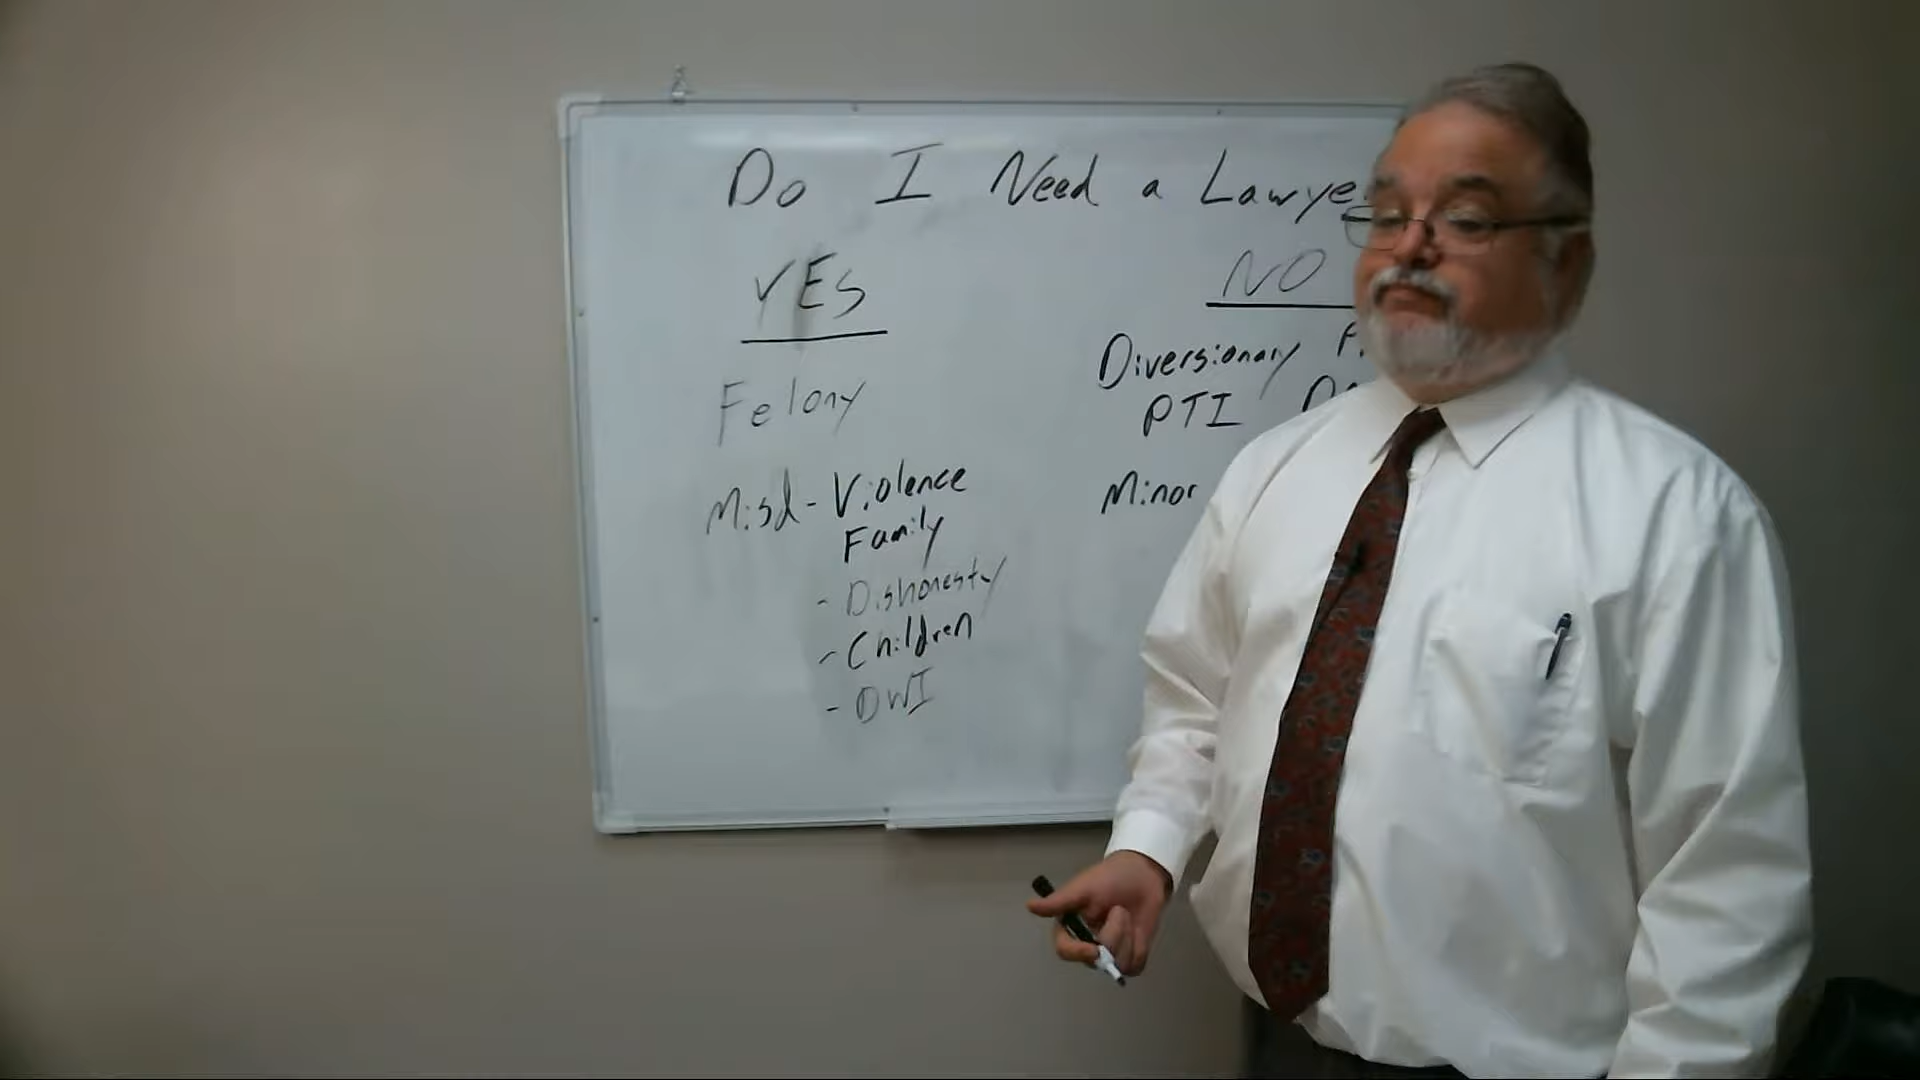 Do I Need a Lawye
YES
NO
Felony
Diversionary P.
PTI
Misd - Violence
Family
- Dishonesty
- Children
- DWI
Minor